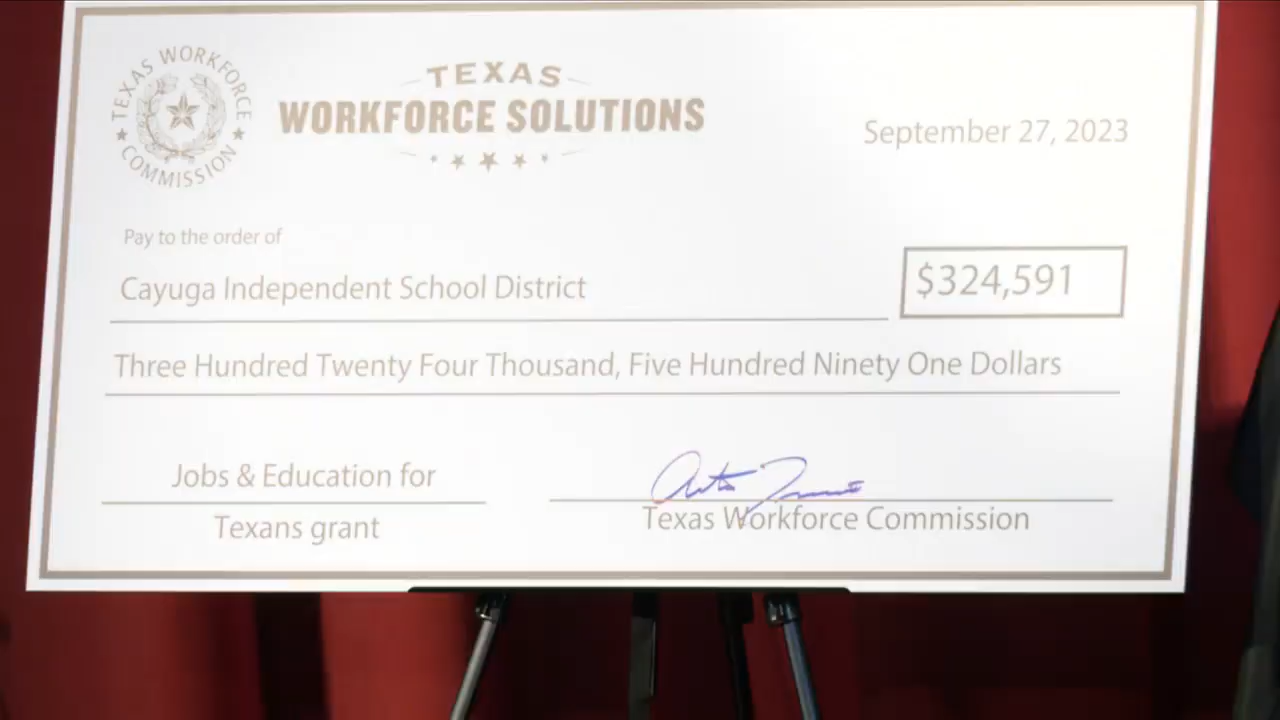 TEXAS WORKFORCE COMMISSION
TEXAS
WORKFORCE SOLUTIONS
September 27, 2023
Pay to the order of
Cayuga Independent School District
$324,591
Three Hundred Twenty Four Thousand, Five Hundred Ninety One Dollars
Jobs & Education for
Texans grant
Texas Workforce Commission